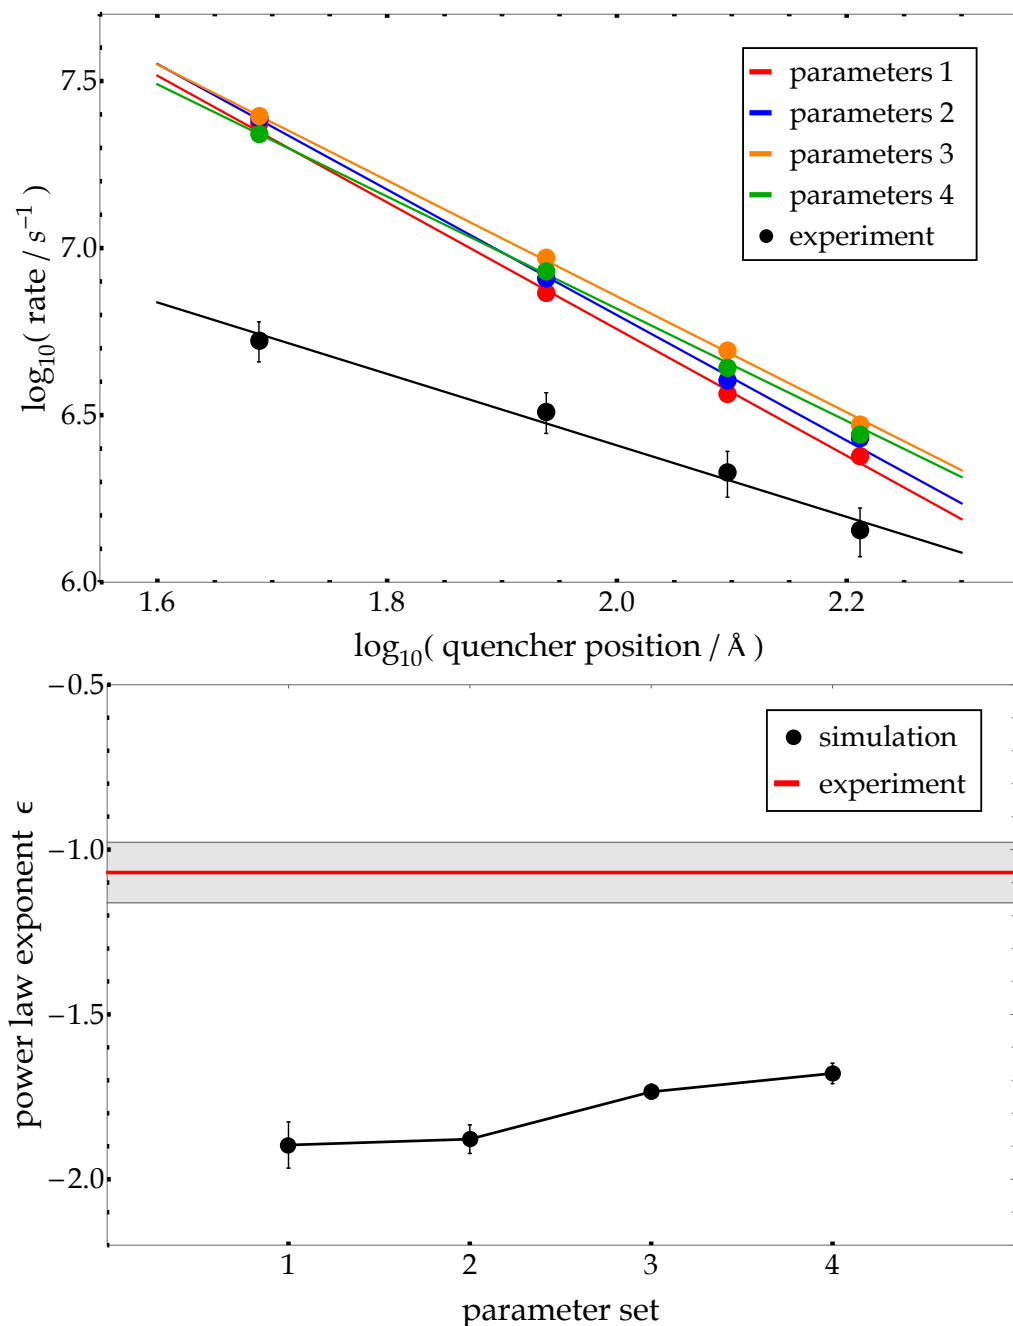 7.5
7.0
6.5
6.0
log₁₀( rate / s⁻¹ )
parameters 1
parameters 2
parameters 3
parameters 4
experiment
1.6 1.8 2.0 2.2
log₁₀( quencher position / Å )
−0.5
−1.0
−1.5
−2.0
power law exponent ϵ
simulation
experiment
1 2 3 4
parameter set